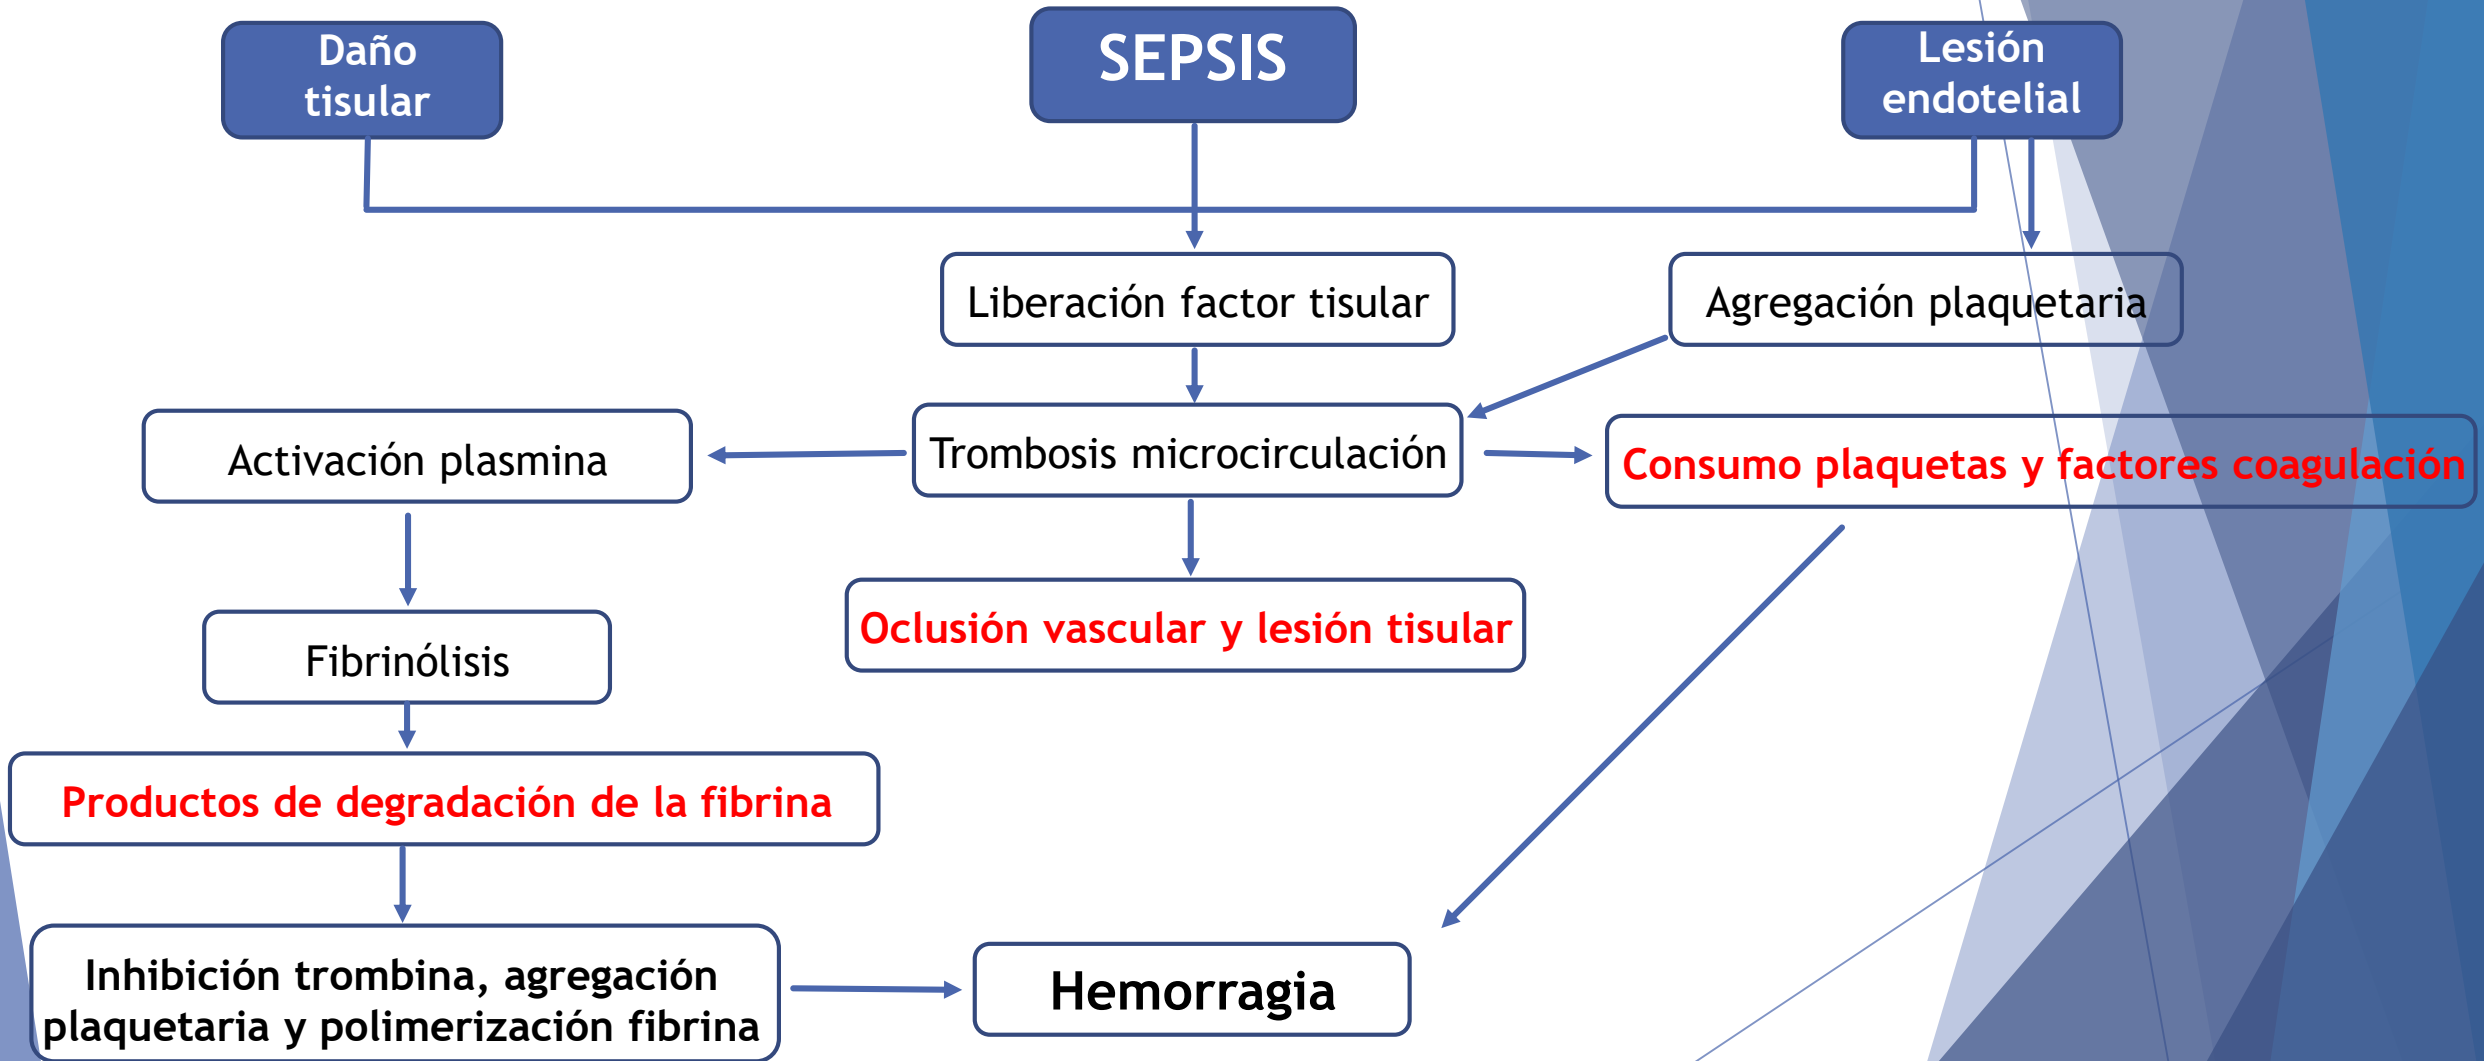 Daño
tisular
SEPSIS
Lesión
endotelial
Liberación factor tisular
Agregación plaquetaria
Activación plasmina
Trombosis microcirculación
Consumo plaquetas y factores coagulación
Oclusión vascular y lesión tisular
Fibrinólisis
Productos de degradación de la fibrina
Inhibición trombina, agregación
plaquetaria y polimerización fibrina
Hemorragia